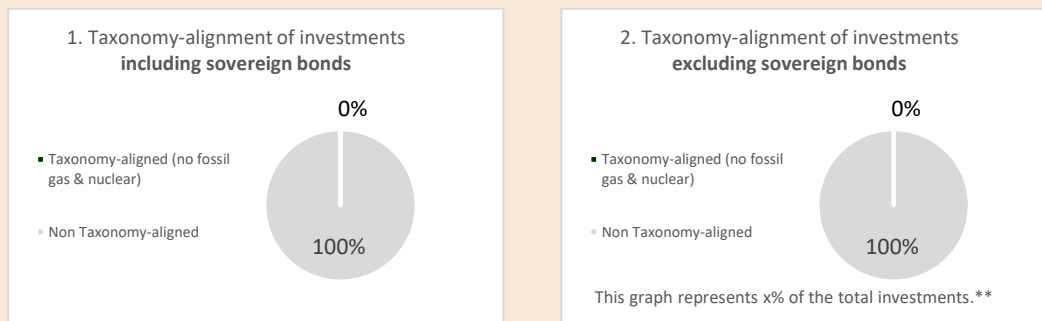 1. Taxonomy-alignment of investments
including sovereign bonds
0%
Taxonomy-aligned (no fossil
gas & nuclear)
Non Taxonomy-aligned
100%
2. Taxonomy-alignment of investments
excluding sovereign bonds
0%
Taxonomy-aligned (no fossil
gas & nuclear)
Non Taxonomy-aligned
100%
This graph represents x% of the total investments.**